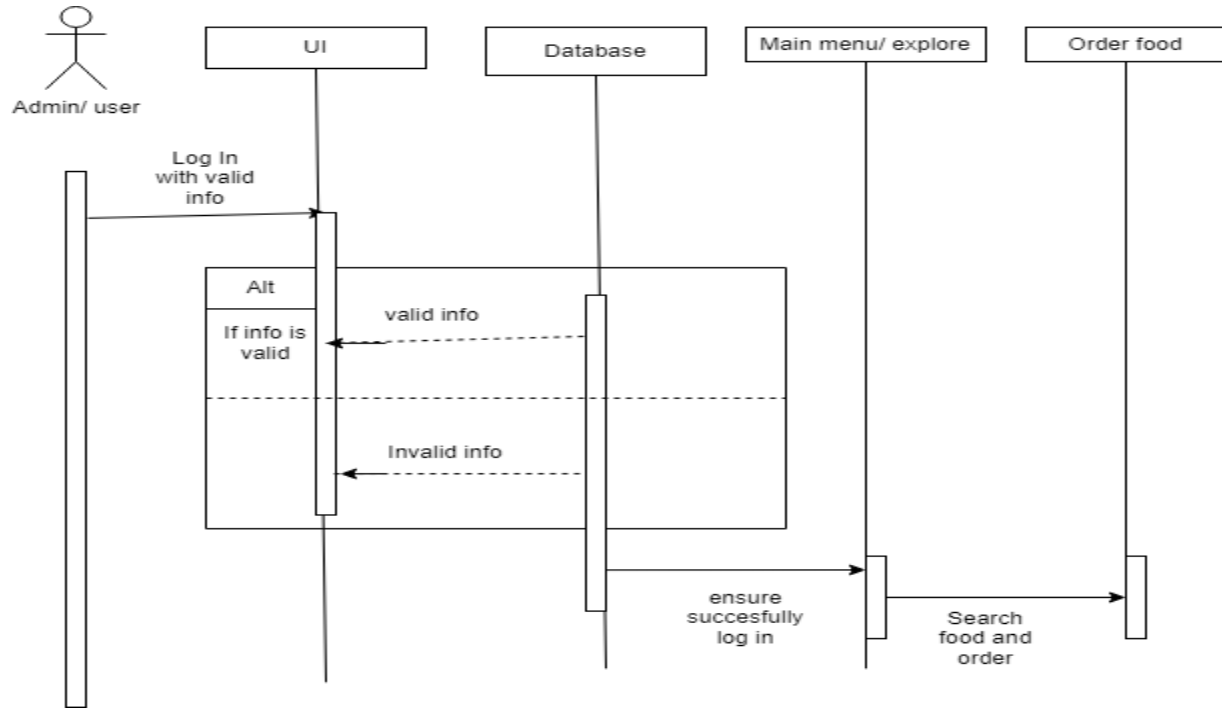 UI
Database
Main menu/ explore
Order food
Admin/ user
Log In
with valid
info
Alt
valid info
If info is
valid
Invalid info
ensure
succesfully
log in
Search
food and
order